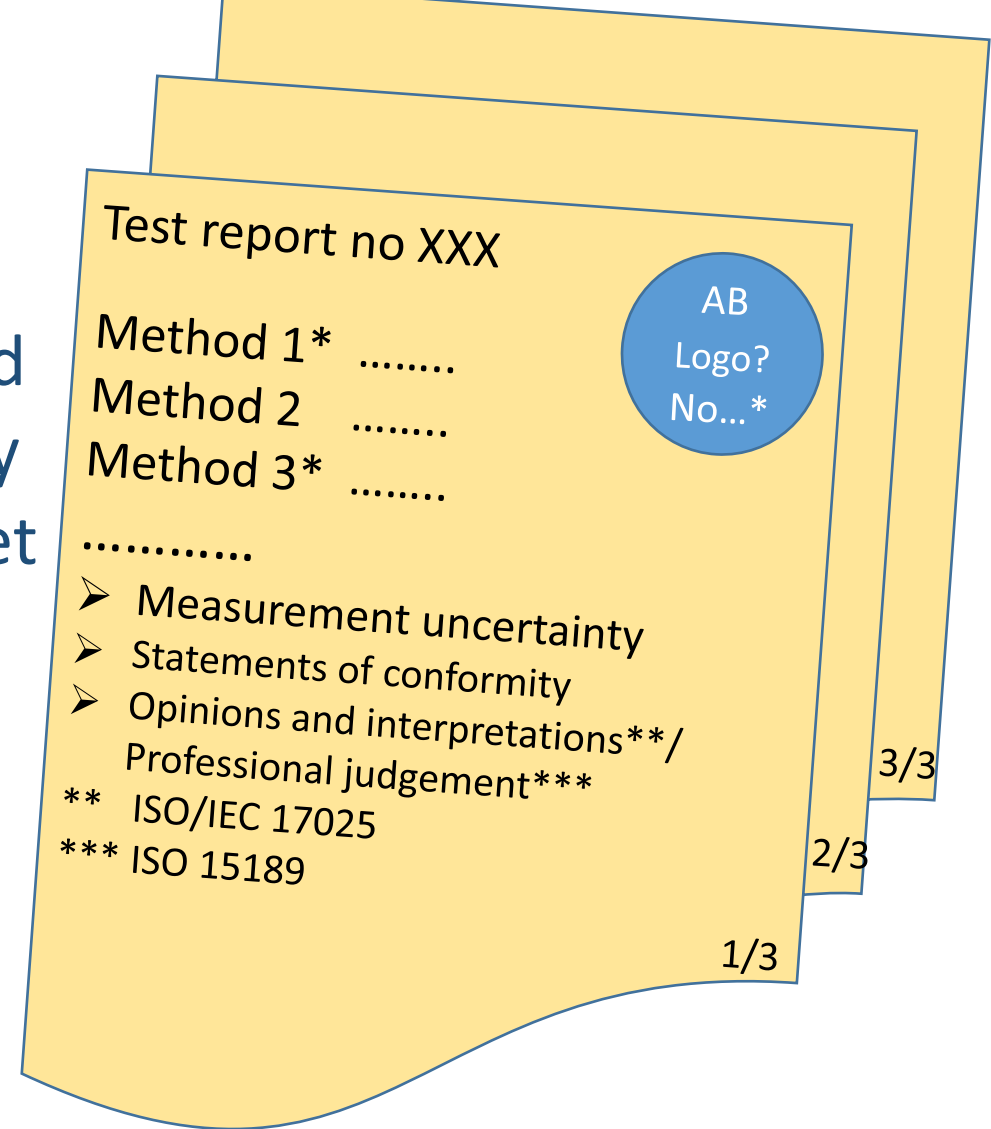 Test report no XXX
AB
Logo?
No...*
Method 1* ........
Method 2 ........
Method 3* ........
............
➢ Measurement uncertainty
➢ Statements of conformity
➢ Opinions and interpretations**/
Professional judgement***
** ISO/IEC 17025
*** ISO 15189
1/3
2/3
3/3
d
y
et